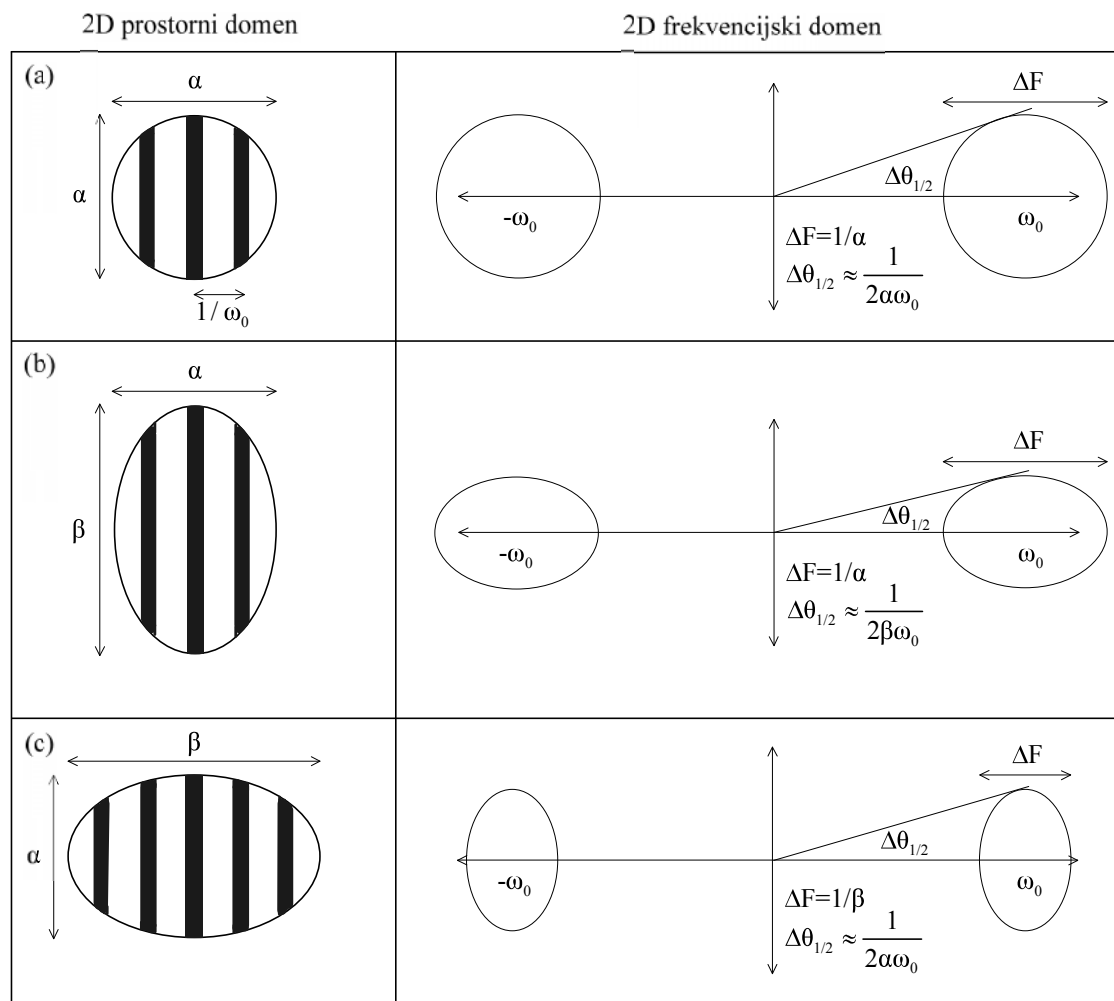 2D prostorni domen
2D frekvencijski domen
(a)
α
α
1/ω₀
ΔF
Δθ₁/₂
-ω₀
ω₀
ΔF=1/α
Δθ₁/₂ ≈ 1/2αω₀
(b)
α
β
ΔF
Δθ₁/₂
-ω₀
ω₀
ΔF=1/α
Δθ₁/₂ ≈ 1/2βω₀
(c)
β
α
ΔF
Δθ₁/₂
-ω₀
ω₀
ΔF=1/β
Δθ₁/₂ ≈ 1/2αω₀